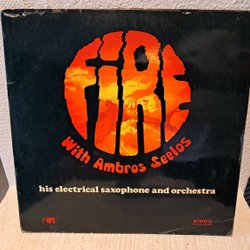 FIRE
With Ambros Seelos
his electrical saxophone and orchestra
MPS
STEREO